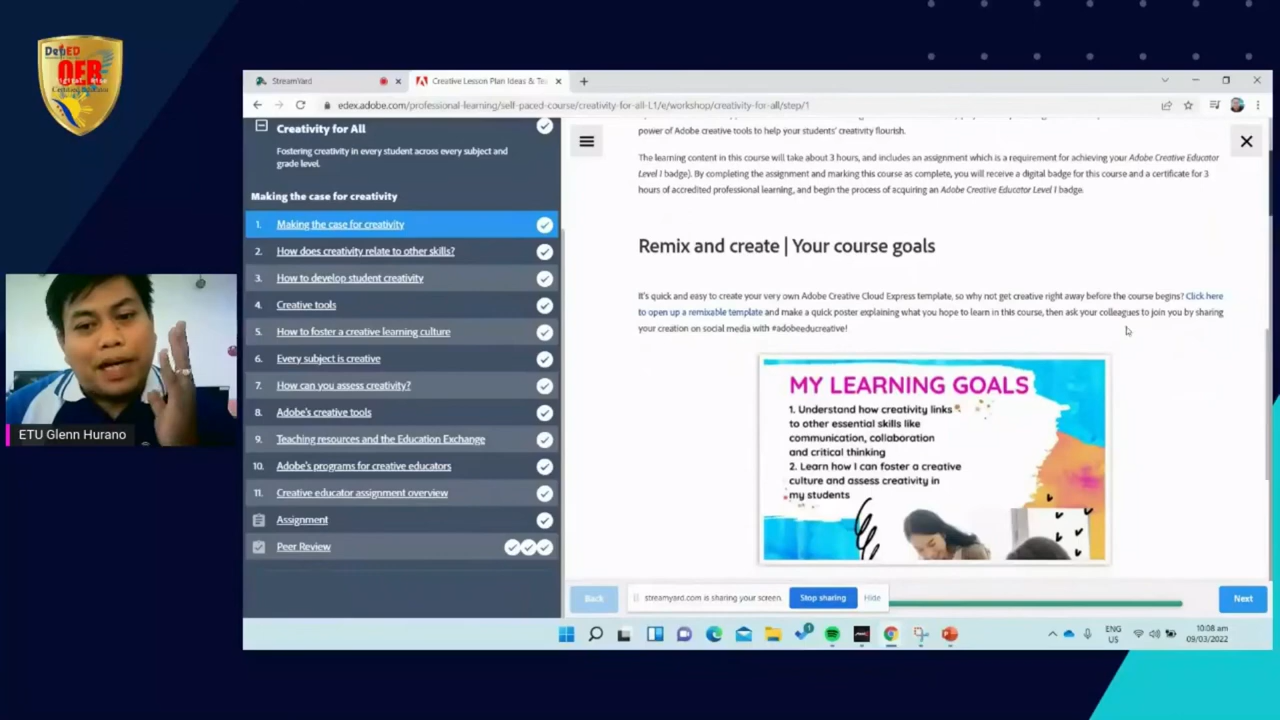 DepED
OER
StreamYard
Creative Lesson Plan Ideas & Te
edex.adobe.com/professional-learning/self-paced-course/creativity-for-all-L1/e/workshop/creativity-for-all/step/1
Creativity for All
Fostering creativity in every student across every subject and
grade level.
Making the case for creativity
1. Making the case for creativity
2. How does creativity relate to other skills?
3. How to develop student creativity
4. Creative tools
5. How to foster a creative learning culture
6. Every subject is creative
7. How can you assess creativity?
8. Adobe's creative tools
9. Teaching resources and the Education Exchange
10. Adobe's programs for creative educators
11. Creative educator assignment overview
Assignment
Peer Review
power of Adobe creative tools to help your students' creativity flourish.
The learning content in this course will take about 3 hours, and includes an assignment which is a requirement for achieving your Adobe Creative Educator
Level 1 badge). By completing the assignment and marking this course as complete, you will receive a digital badge for this course and a certificate for 3
hours of accredited professional learning, and begin the process of acquiring an Adobe Creative Educator Level 1 badge.
Remix and create | Your course goals
It's quick and easy to create your very own Adobe Creative Cloud Express template, so why not get creative right away before the course begins? Click here
to open up a remixable template and make a quick poster explaining what you hope to learn in this course, then ask your colleagues to join you by sharing
your creation on social media with #adobeeducreative!
MY LEARNING GOALS
1. Understand how creativity links
to other essential skills like
communication, collaboration
and critical thinking
2. Learn how I can foster a creative
culture and assess creativity in
my students
ETU Glenn Hurano
Back
streamyard.com is sharing your screen.
Stop sharing
Hide
Next
ENG
US
10:08 am
09/03/2022